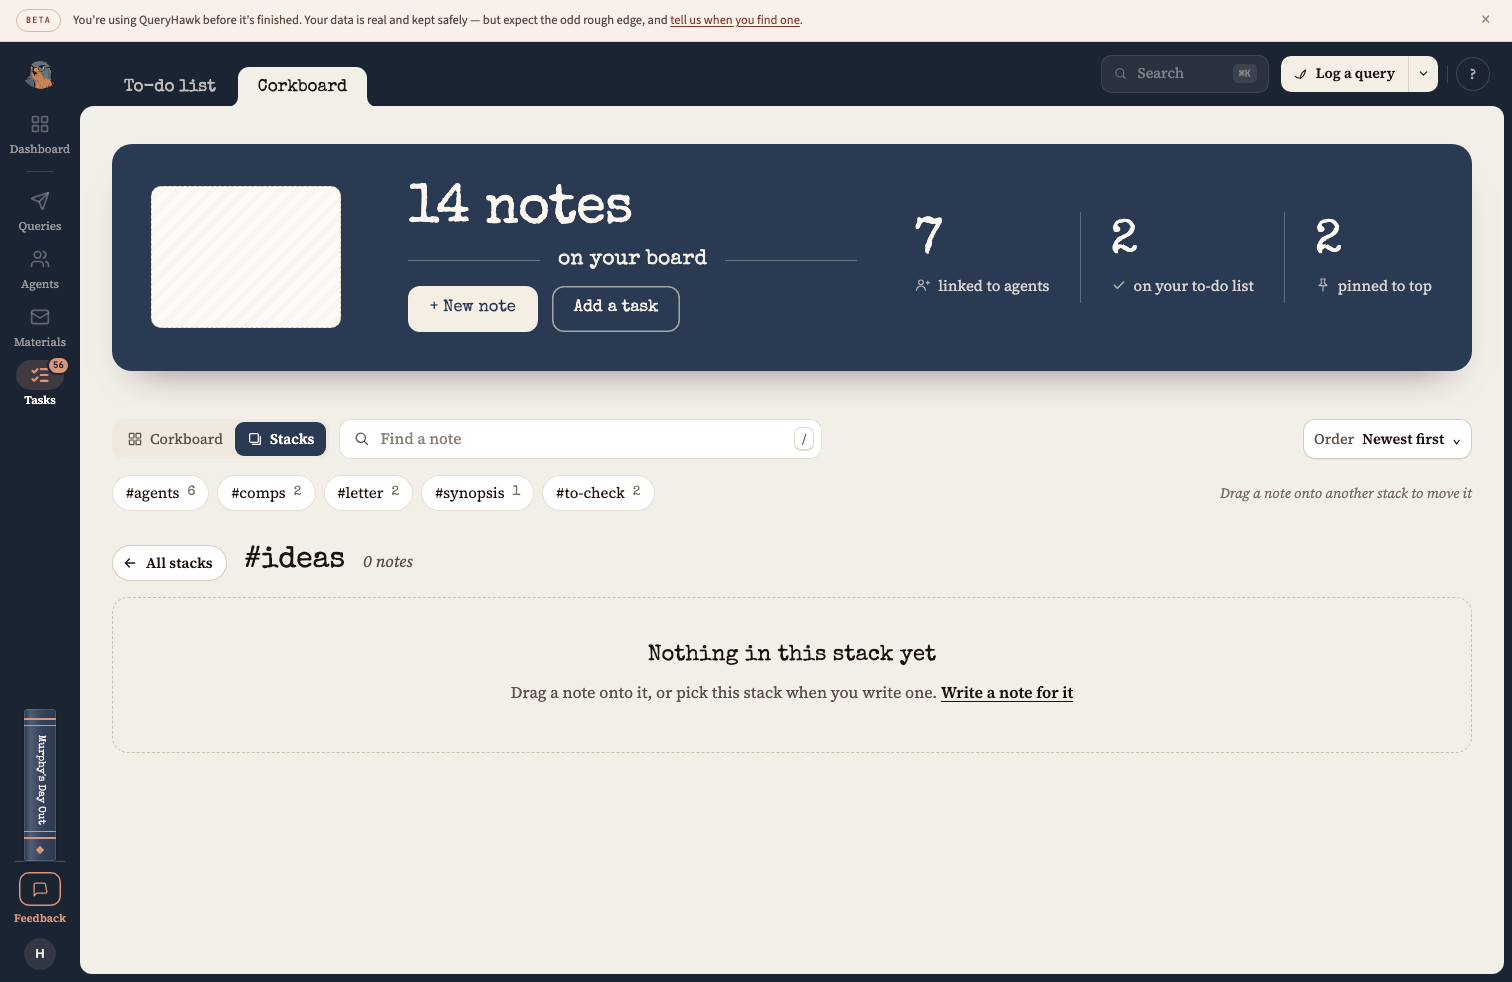 BETA
You're using QueryHawk before it's finished. Your data is real and kept safely — but expect the odd rough edge, and tell us when you find one.
×
To-do list
Corkboard
Search
⌘K
Log a query
?
Dashboard
Queries
Agents
Materials
56
Tasks
14 notes
on your board
+ New note
Add a task
7
linked to agents
2
on your to-do list
2
pinned to top
Corkboard
Stacks
Find a note
/
Order Newest first
#agents 6
#comps 2
#letter 2
#synopsis 1
#to-check 2
Drag a note onto another stack to move it
← All stacks
#ideas
0 notes
Nothing in this stack yet
Drag a note onto it, or pick this stack when you write one. Write a note for it
Murphy's Day Out
Feedback
H